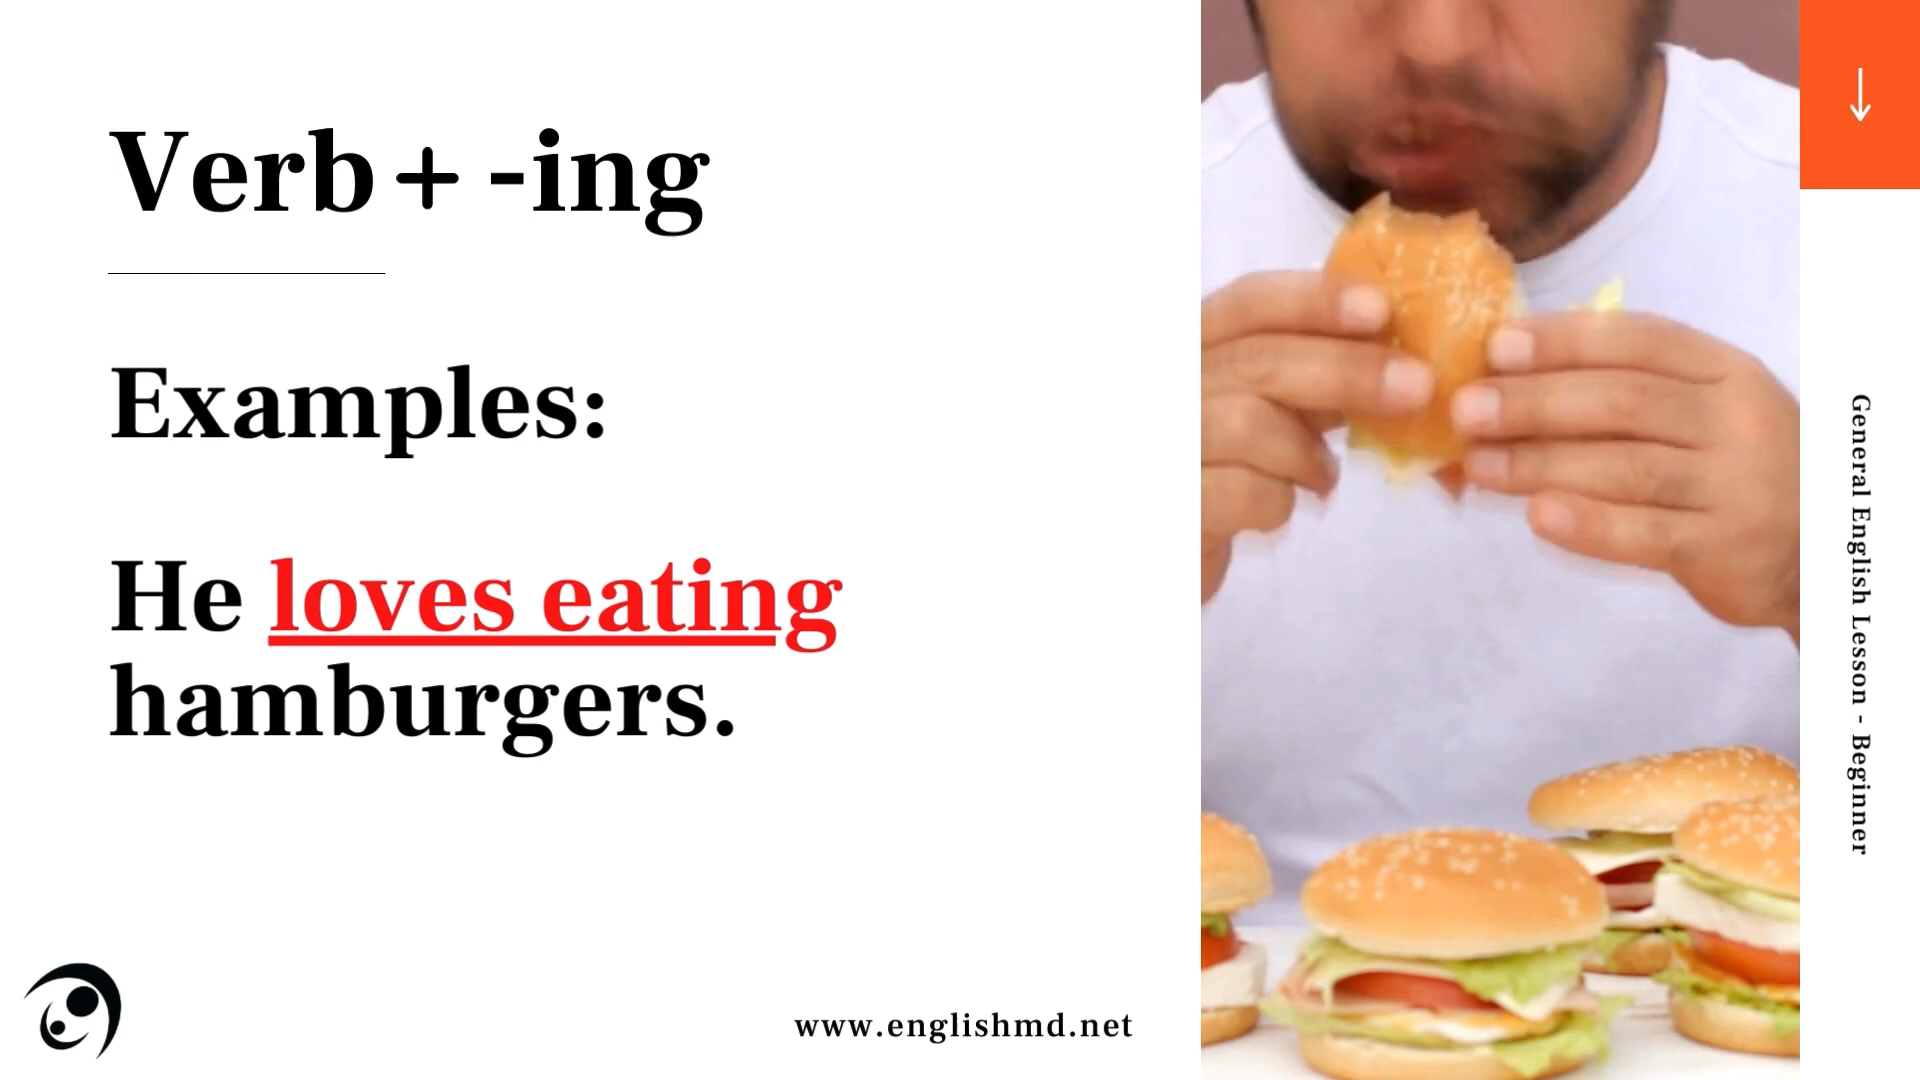 Verb + -ing
Examples:
He loves eating
hamburgers.
www.englishmd.net
General English Lesson - Beginner